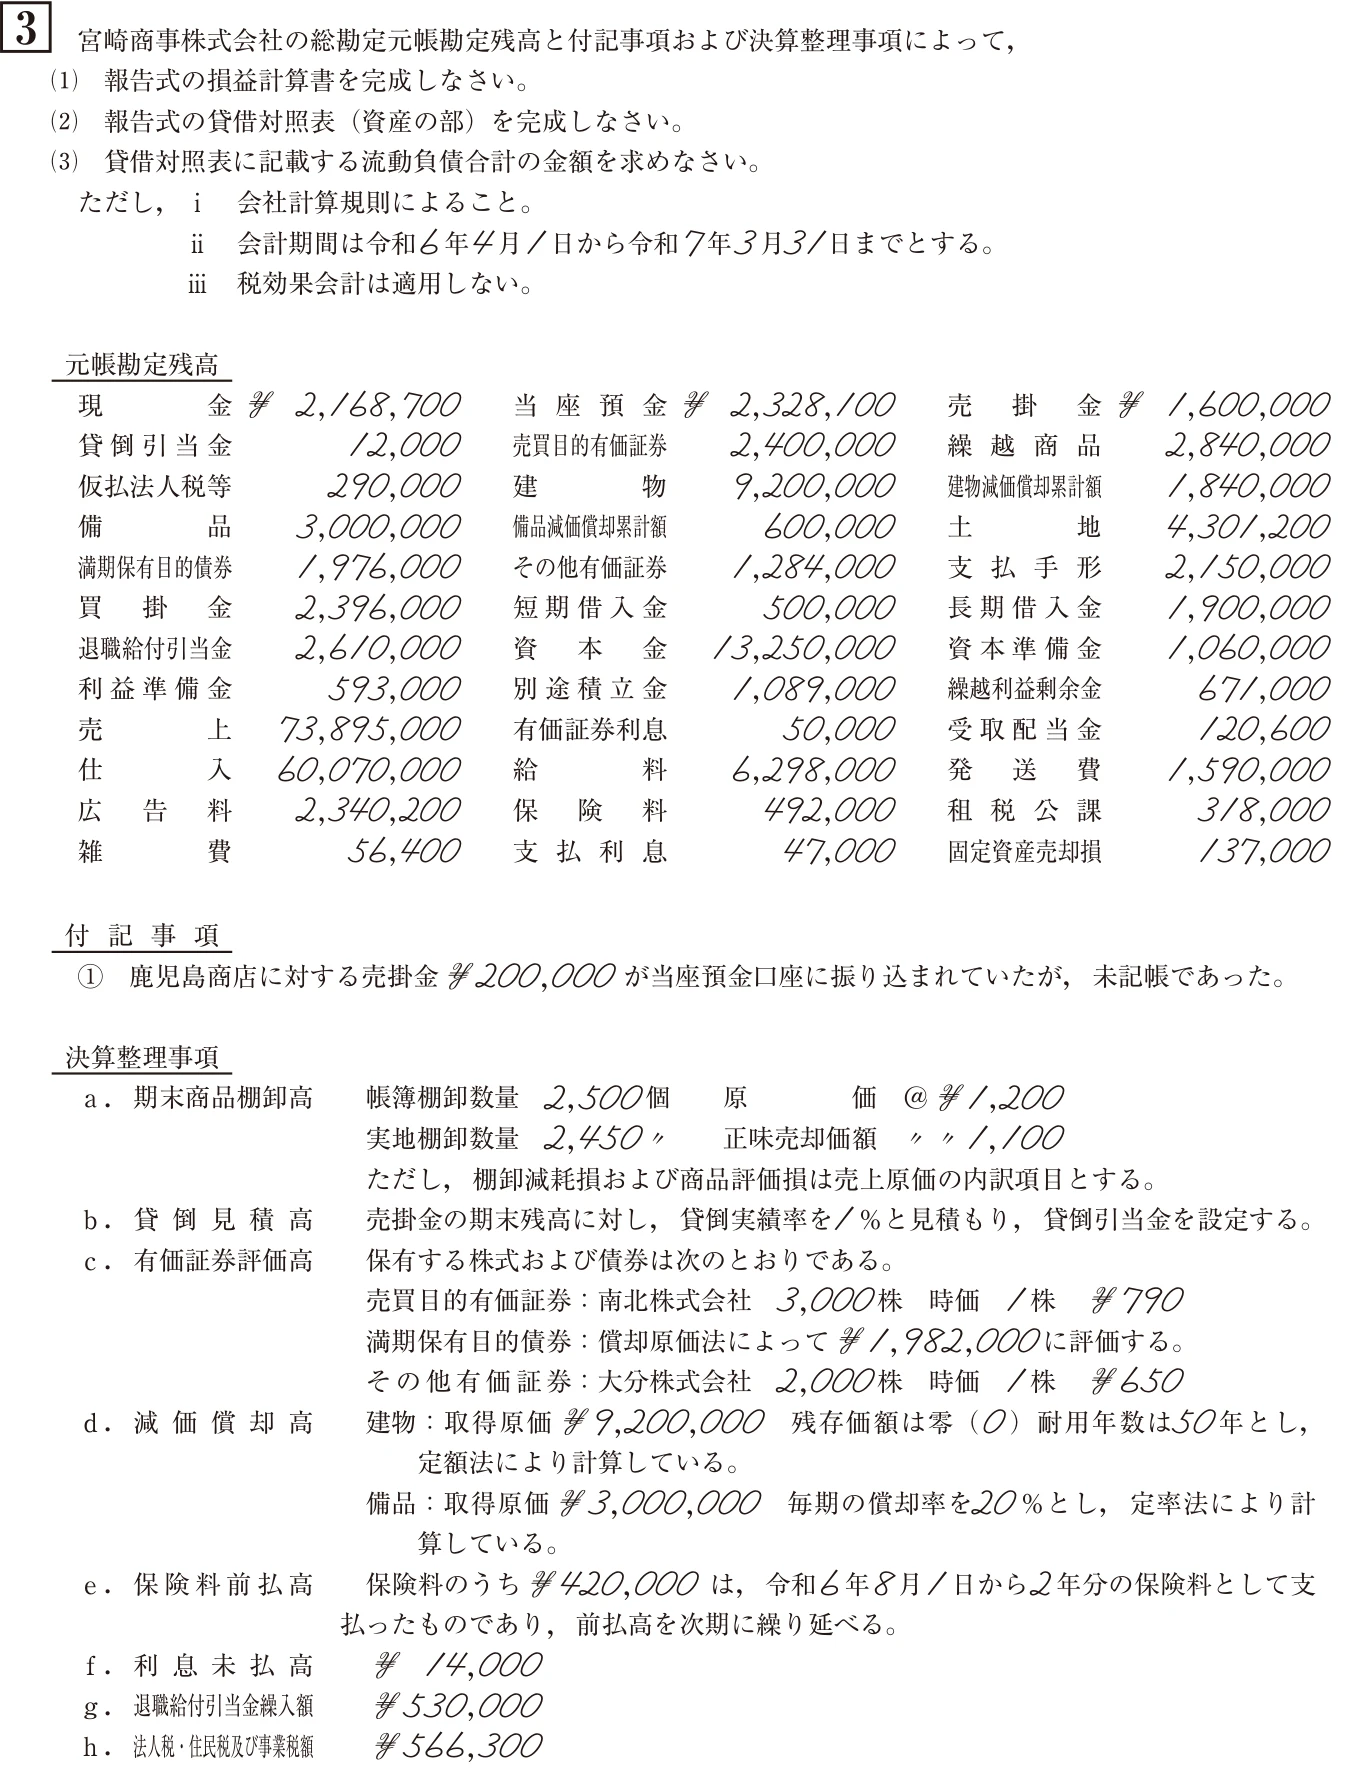 3 宮崎商事株式会社の総勘定元帳勘定残高と付記事項および決算整理事項によって,
⑴ 報告式の損益計算書を完成しなさい。
⑵ 報告式の貸借対照表(資産の部)を完成しなさい。
⑶ 貸借対照表に記載する流動負債合計の金額を求めなさい。
ただし, ⅰ 会社計算規則によること。
ⅱ 会計期間は令和6年4月1日から令和7年3月31日までとする。
ⅲ 税効果会計は適用しない。
元帳勘定残高
現金 ¥ 2,168,700 当座預金 ¥ 2,328,100 売掛金 ¥ 1,600,000
貸倒引当金 12,000 売買目的有価証券 2,400,000 繰越商品 2,840,000
仮払法人税等 290,000 建物 9,200,000 建物減価償却累計額 1,840,000
備品 3,000,000 備品減価償却累計額 600,000 土地 4,301,200
満期保有目的債券 1,976,000 その他有価証券 1,284,000 支払手形 2,150,000
買掛金 2,396,000 短期借入金 500,000 長期借入金 1,900,000
退職給付引当金 2,610,000 資本金 13,250,000 資本準備金 1,060,000
利益準備金 593,000 別途積立金 1,089,000 繰越利益剰余金 671,000
売上 73,895,000 有価証券利息 50,000 受取配当金 120,600
仕入 60,070,000 給料 6,298,000 発送費 1,590,000
広告料 2,340,200 保険料 492,000 租税公課 318,000
雑費 56,400 支払利息 47,000 固定資産売却損 137,000
付記事項
① 鹿児島商店に対する売掛金¥200,000が当座預金口座に振り込まれていたが, 未記帳であった。
決算整理事項
a.期末商品棚卸高 帳簿棚卸数量 2,500個 原価 @¥1,200
実地棚卸数量 2,450〃 正味売却価額 〃〃1,100
ただし, 棚卸減耗損および商品評価損は売上原価の内訳項目とする。
b.貸倒見積高 売掛金の期末残高に対し, 貸倒実績率を1%と見積もり, 貸倒引当金を設定する。
c.有価証券評価高 保有する株式および債券は次のとおりである。
売買目的有価証券:南北株式会社 3,000株 時価 1株 ¥790
満期保有目的債券:償却原価法によって¥1,982,000に評価する。
その他有価証券:大分株式会社 2,000株 時価 1株 ¥650
d.減価償却高 建物:取得原価¥9,200,000 残存価額は零(0)耐用年数は50年とし,
定額法により計算している。
備品:取得原価¥3,000,000 毎期の償却率を20%とし, 定率法により計
算している。
e.保険料前払高 保険料のうち¥420,000は, 令和6年8月1日から2年分の保険料として支
払ったものであり, 前払高を次期に繰り延べる。
f.利息未払高 ¥ 14,000
g.退職給付引当金繰入額 ¥530,000
h.法人税・住民税及び事業税額 ¥566,300